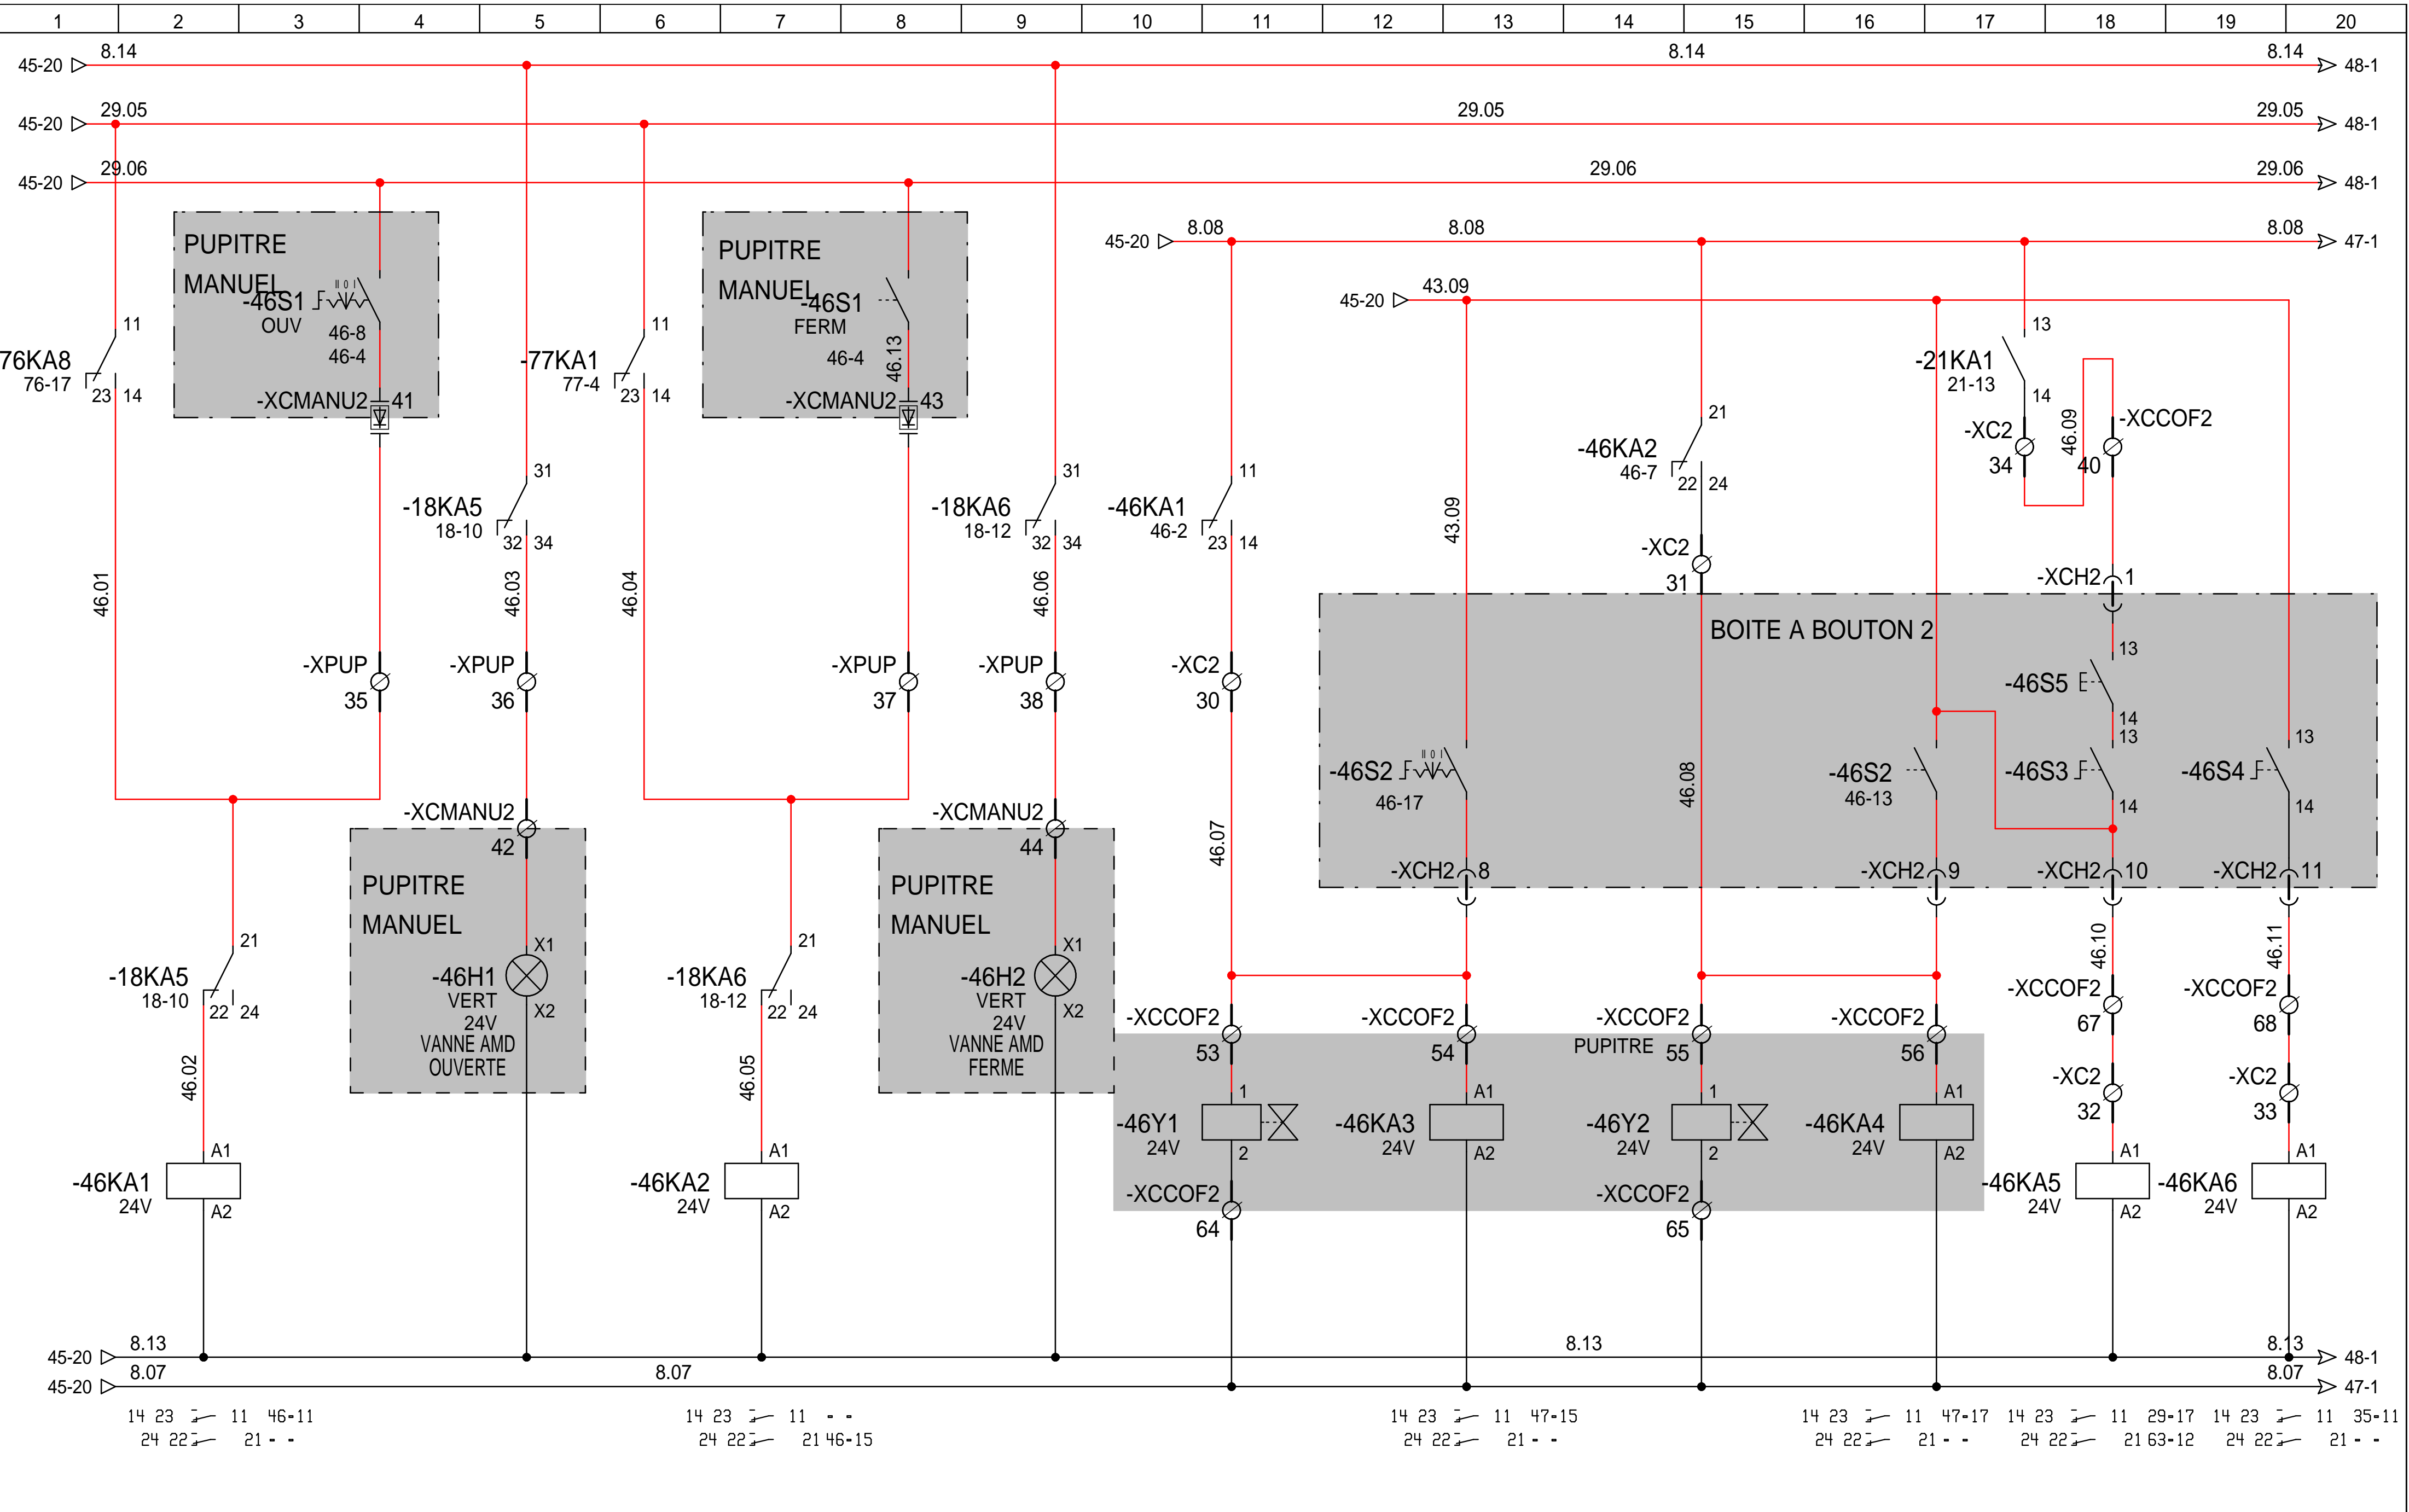 1 2 3 4 5 6 7 8 9 10 11 12 13 14 15 16 17 18 19 20
45-20 8.14 8.14 8.14 48-1
45-20 29.05 29.05 29.05 48-1
45-20 29.06 29.06 29.06 48-1
45-20 8.08 8.08 8.08 47-1
45-20 43.09
PUPITRE
MANUEL
-46S1
OUV
II O I
46-8
46-4
-XCMANU2 41
PUPITRE
MANUEL
-46S1
FERM
46-4
46.13
-XCMANU2 43
11
76KA8
76-17
23 14
46.01
11
-77KA1
77-4
23 14
46.04
31
-18KA5
18-10
32 34
46.03
31
-18KA6
18-12
32 34
46.06
11
-46KA1
46-2
23 14
43.09
21
-46KA2
46-7
22 24
-XC2
31
13
-21KA1
21-13
14
-XC2
34
46.09
-XCCOF2
40
-XCH2 1
-XPUP
35
-XPUP
36
-XPUP
37
-XPUP
38
-XC2
30
46.07
46.08
BOITE A BOUTON 2
13
-46S5
14
-46S2
II O I
46-17
-46S2
46-13
13
-46S3
14
13
-46S4
14
-XCH2 8
-XCH2 9
-XCH2 10
-XCH2 11
-XCMANU2
42
PUPITRE
MANUEL
X1
-46H1
VERT
24V
X2
VANNE AMD
OUVERTE
-XCMANU2
44
PUPITRE
MANUEL
X1
-46H2
VERT
24V
X2
VANNE AMD
FERME
21
-18KA5
18-10
22 24
46.02
21
-18KA6
18-12
22 24
46.05
46.10
46.11
-XCCOF2
53
-XCCOF2
54
-XCCOF2
PUPITRE
55
-XCCOF2
56
-XCCOF2
67
-XCCOF2
68
-XC2
32
-XC2
33
1
-46Y1
24V
2
A1
-46KA3
24V
A2
1
-46Y2
24V
2
A1
-46KA4
24V
A2
-XCCOF2
64
-XCCOF2
65
A1
-46KA1
24V
A2
A1
-46KA2
24V
A2
A1
-46KA5
24V
A2
A1
-46KA6
24V
A2
45-20 8.13 8.13 8.13 48-1
45-20 8.07 8.07 8.07 47-1
14 23 11 46-11
24 22 21 - -
14 23 11 - -
24 22 21 46-15
14 23 11 47-15
24 22 21 - -
14 23 11 47-17
24 22 21 - -
14 23 11 29-17
24 22 21 63-12
14 23 11 35-11
24 22 21 - -